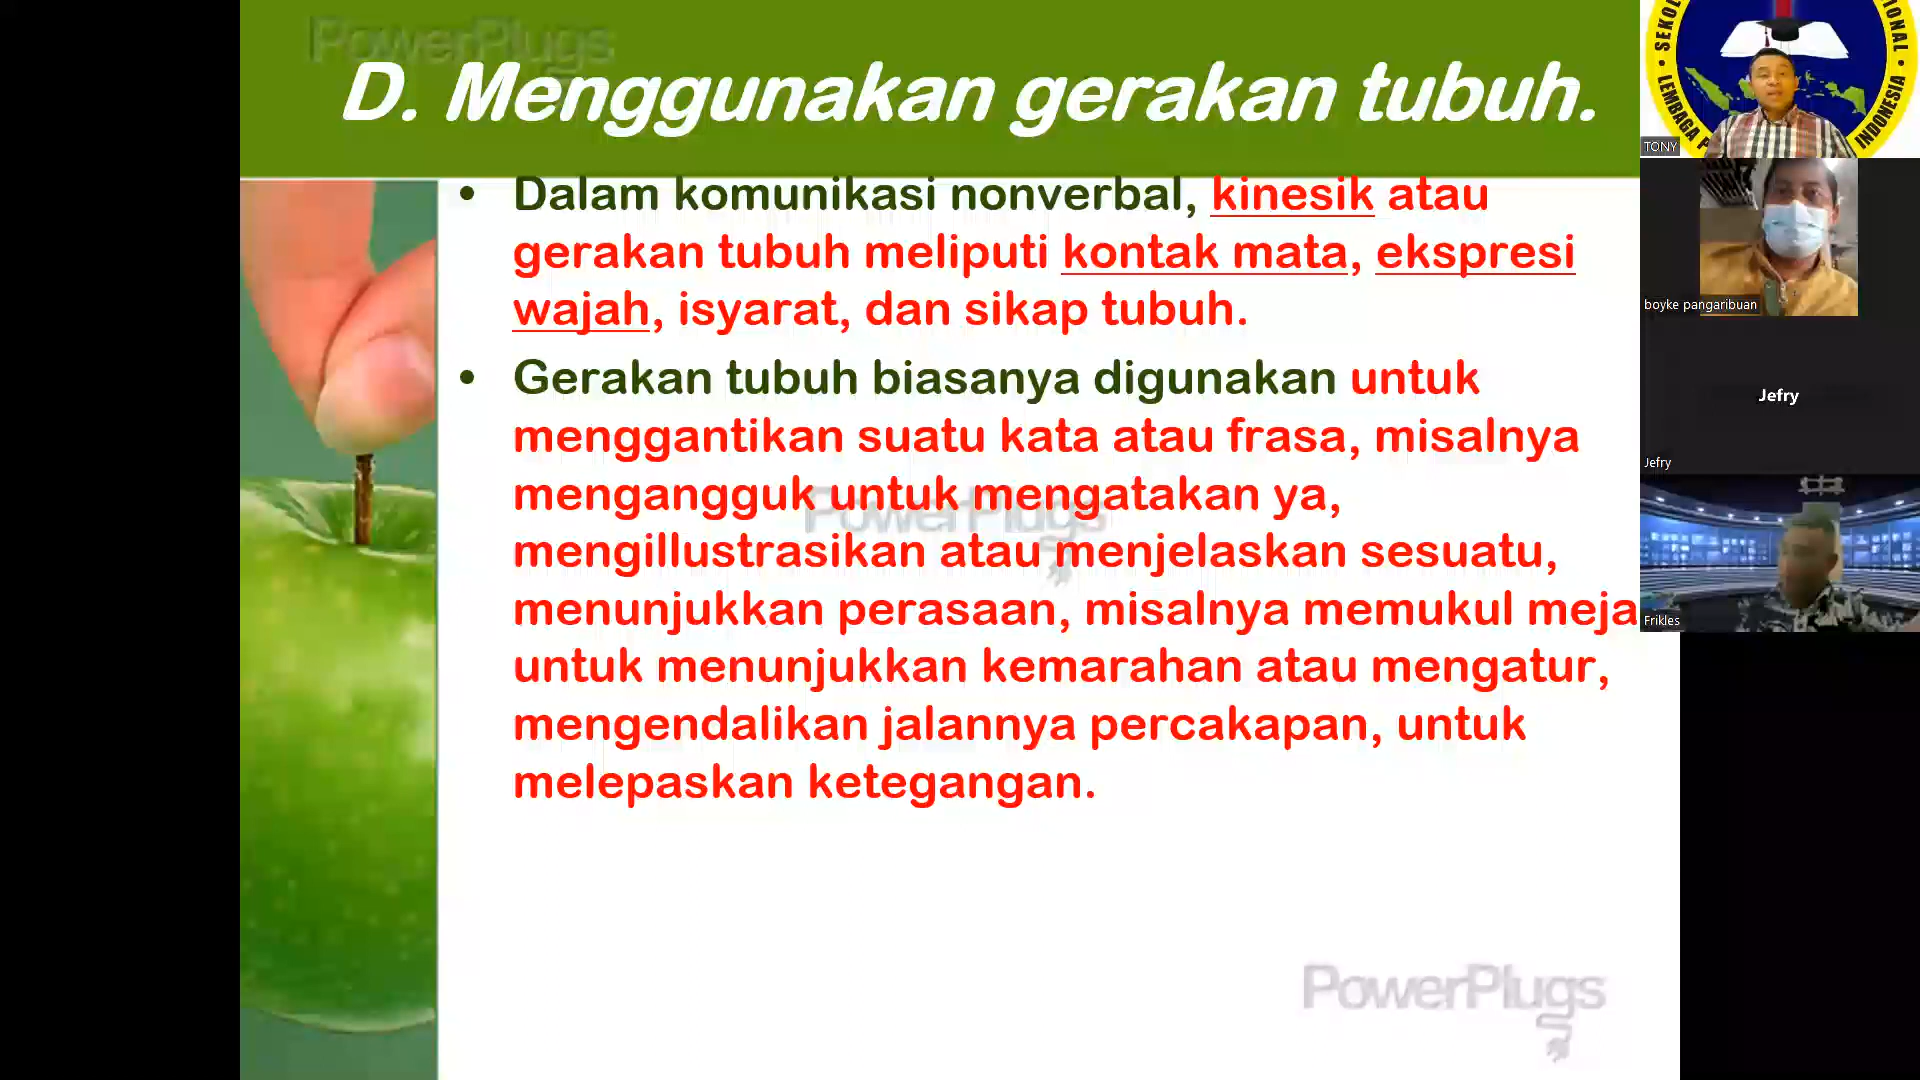 PowerPlugs
D. Menggunakan gerakan tubuh.
• Dalam komunikasi nonverbal, kinesik atau
gerakan tubuh meliputi kontak mata, ekspresi
wajah, isyarat, dan sikap tubuh.
• Gerakan tubuh biasanya digunakan untuk
menggantikan suatu kata atau frasa, misalnya
mengangguk untuk mengatakan ya,
mengillustrasikan atau menjelaskan sesuatu,
menunjukkan perasaan, misalnya memukul meja
untuk menunjukkan kemarahan atau mengatur,
mengendalikan jalannya percakapan, untuk
melepaskan ketegangan.
PowerPlugs
PowerPlugs
LEMBAGA
INDONESIA
TONY
boyke pangaribuan
Jefry
Jefry
Frikles